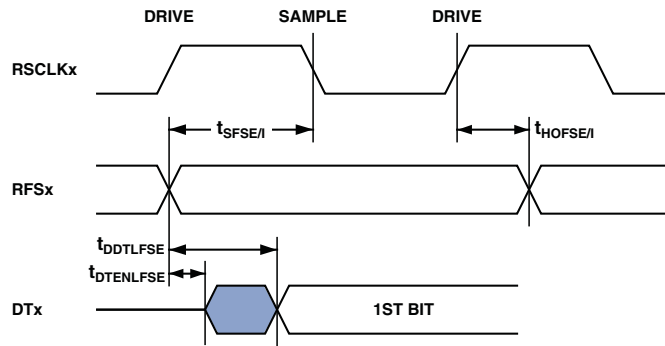 DRIVE SAMPLE DRIVE
RSCLKx
tSFSE/I tHOFSE/I
RFSx
tDDTLFSE
tDTENLFSE
DTx 1ST BIT